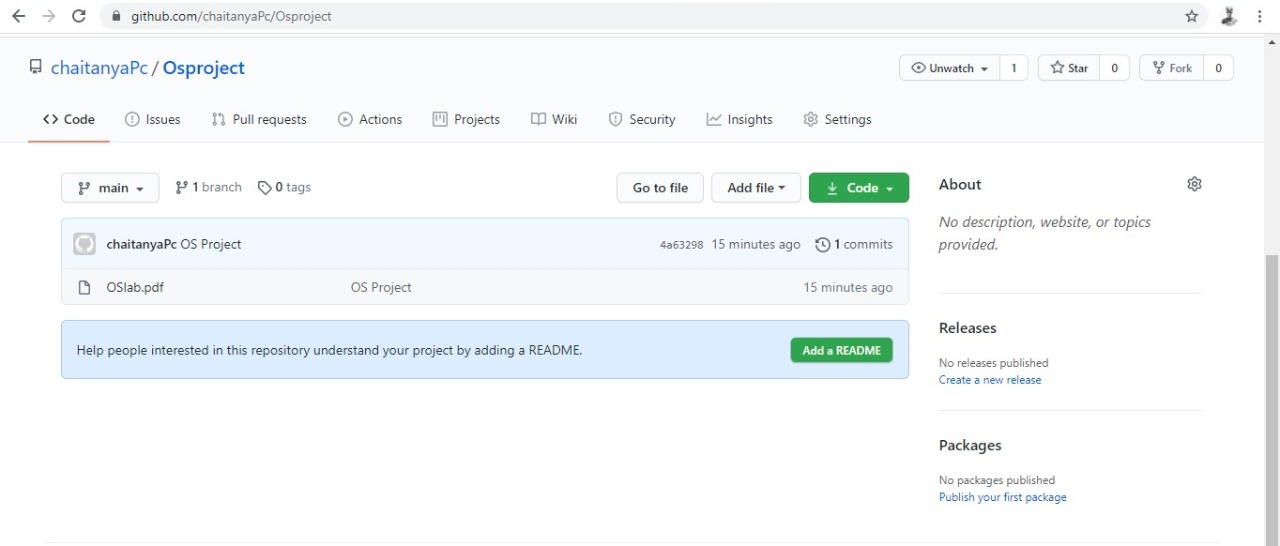 github.com/chaitanyaPc/Osproject
chaitanyaPc / Osproject
Unwatch 1 Star 0 Fork 0
Code Issues Pull requests Actions Projects Wiki Security Insights Settings
main 1 branch 0 tags Go to file Add file Code
chaitanyaPc OS Project 4a63298 15 minutes ago 1 commits
OSlab.pdf OS Project 15 minutes ago
Help people interested in this repository understand your project by adding a README. Add a README
About
No description, website, or topics
provided.
Releases
No releases published
Create a new release
Packages
No packages published
Publish your first package